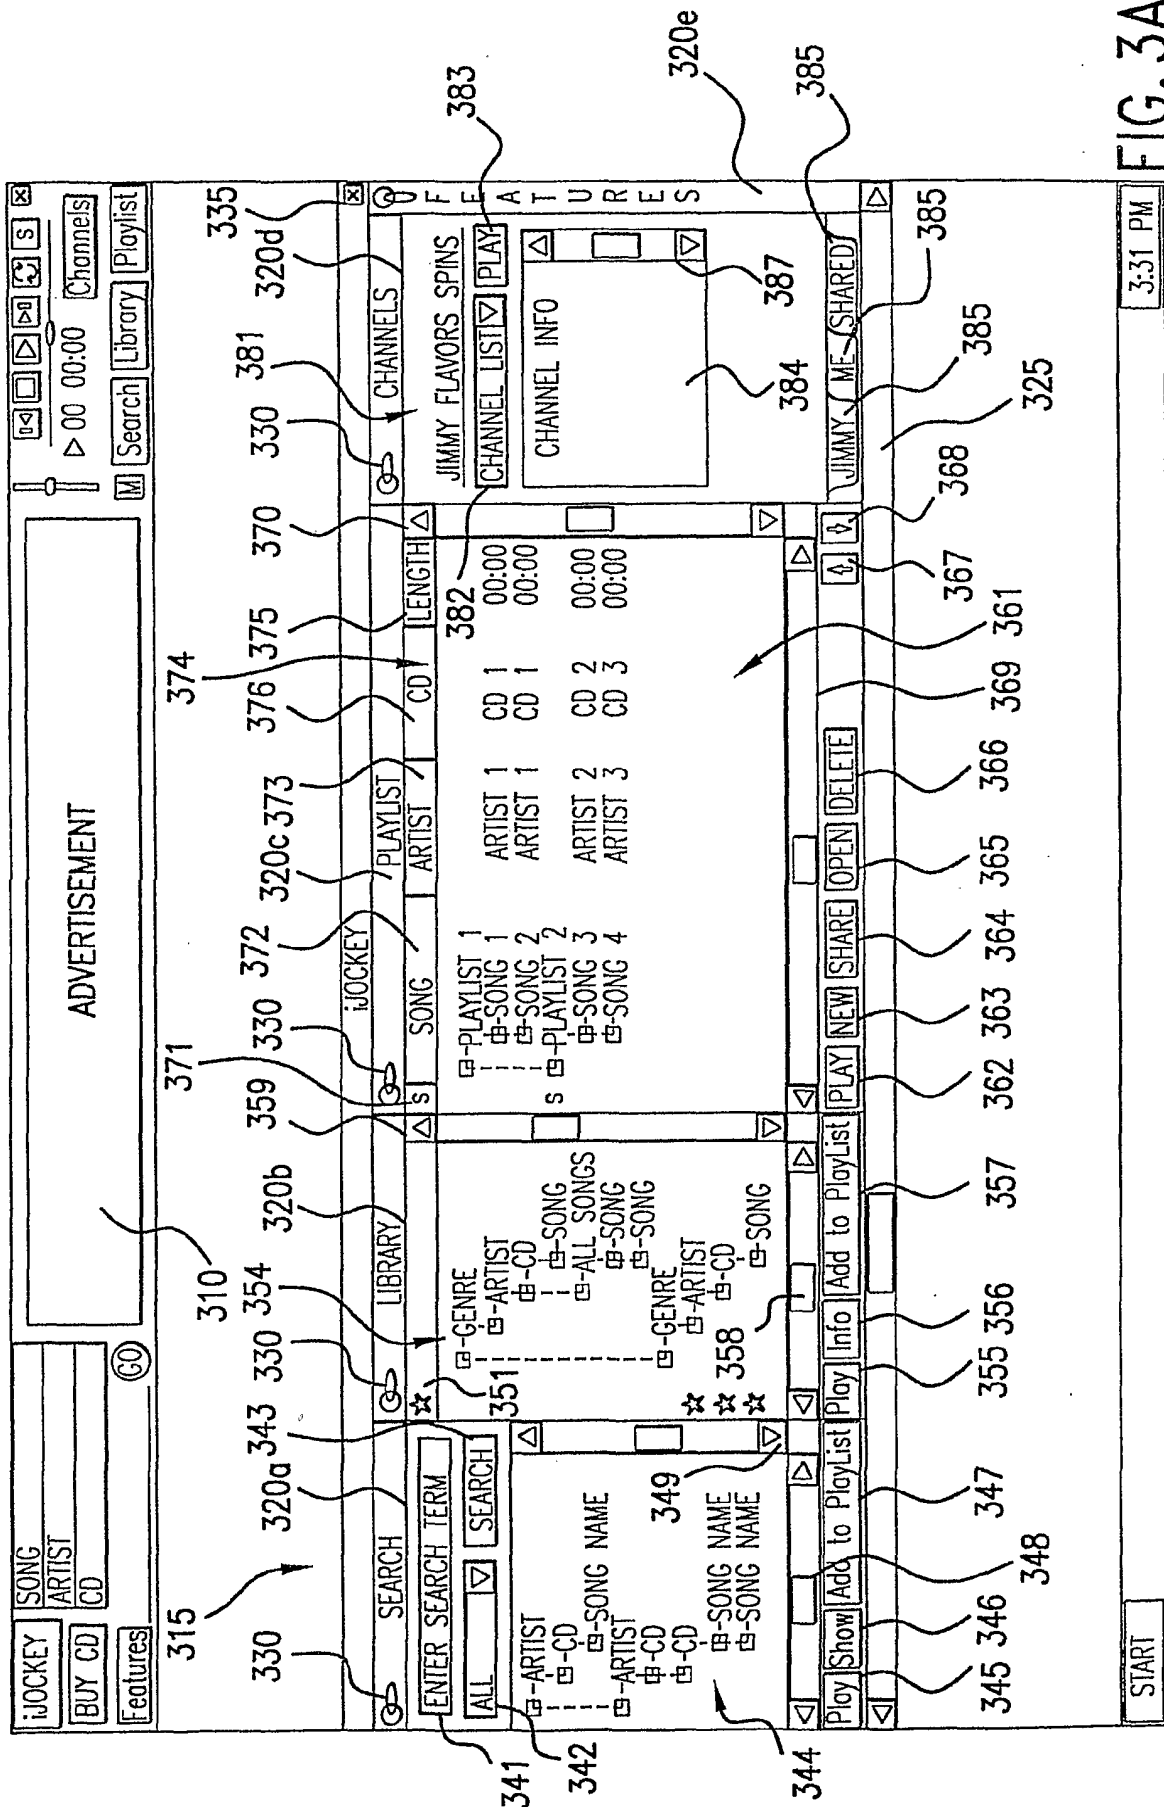 iJOCKEY
SONG
ARTIST
CD
BUY CD
Features
GO
ADVERTISEMENT
S
▷ 00 00:00
Channels
M Search Library Playlist
310
315
371
374
381
335
330
320a
343
330
354
320b
359
330
372
320c
373
376
375
370
330
320d
iJOCKEY
SEARCH
LIBRARY
PLAYLIST
CHANNELS
ENTER SEARCH TERM
ALL
SEARCH
341
342
ARTIST
CD
SONG NAME
ARTIST
CD
CD
SONG NAME
SONG NAME
344
349
351
GENRE
ARTIST
CD
SONG
ALL SONGS
SONG
SONG
GENRE
ARTIST
CD
SONG
358
S SONG ARTIST CD LENGTH
PLAYLIST 1
SONG 1 ARTIST 1 CD 1 00:00
SONG 2 ARTIST 1 CD 1 00:00
S PLAYLIST 2
SONG 3 ARTIST 2 CD 2 00:00
SONG 4 ARTIST 3 CD 3 00:00
JIMMY FLAVORS SPINS
CHANNEL LIST PLAY
382
383
CHANNEL INFO
384
387
FEATURES
320e
Play Show Add to PlayList
Play Info Add to PlayList
PLAY NEW SHARE OPEN DELETE
JIMMY ME SHARED
385
345 346 347
348
355 356 357
362 363 364 365 366
369
361
367 368
325
385
385
START
3:31 PM
FIG. 3A